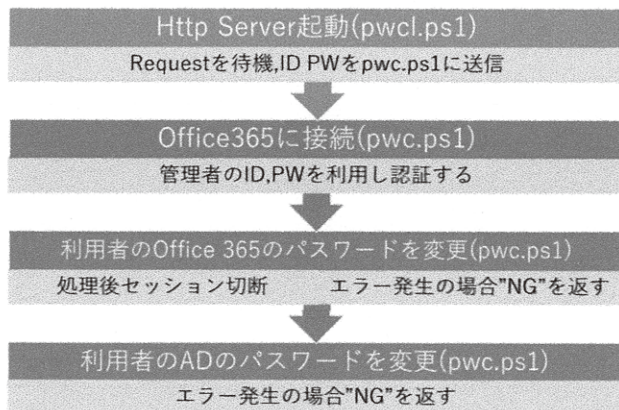 Http Server起動(pwcl.ps1)
Requestを待機,ID PWをpwc.ps1に送信
Office365に接続(pwc.ps1)
管理者のID,PWを利用し認証する
利用者のOffice 365のパスワードを変更(pwc.ps1)
処理後セッション切断 エラー発生の場合"NG"を返す
利用者のADのパスワードを変更(pwc.ps1)
エラー発生の場合"NG"を返す